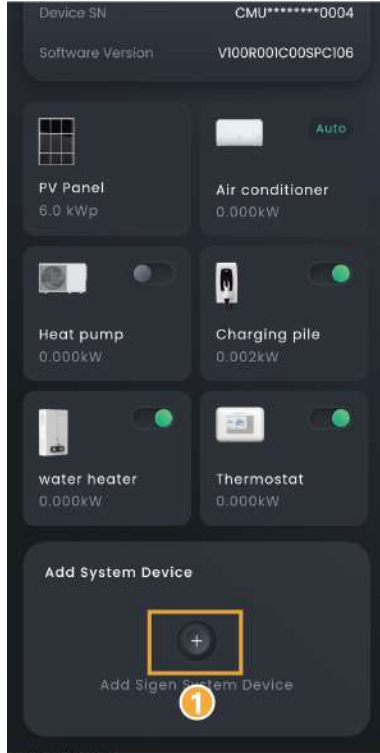 Device SN CMU********0004
Software Version V100R001C00SPC106
PV Panel
6.0 kWp
Auto
Air conditioner
0.000kW
Heat pump
0.000kW
Charging pile
0.002kW
water heater
0.000kW
Thermostat
0.000kW
Add System Device
+
Add Sigen System Device
1